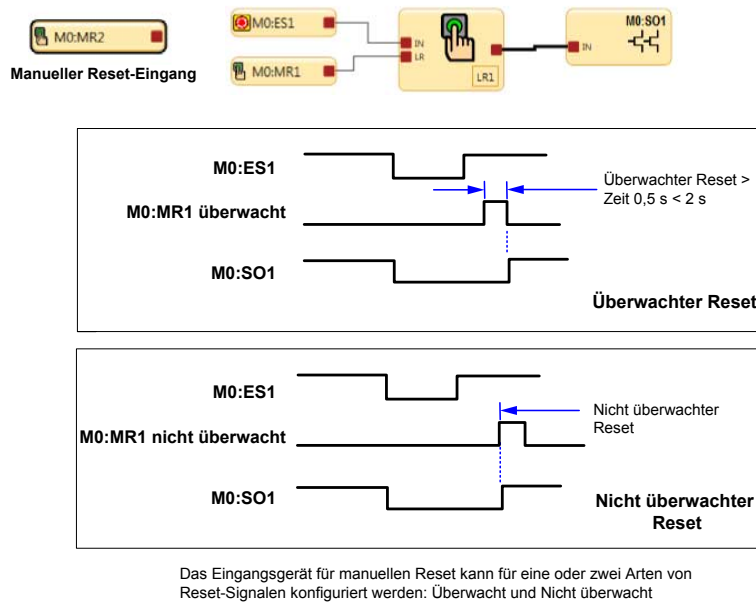 M0:MR2
Manueller Reset-Eingang
M0:ES1
M0:MR1
IN
LR
LR1
M0:SO1
IN
M0:ES1
M0:MR1 überwacht
Überwachter Reset >
Zeit 0,5 s < 2 s
M0:SO1
Überwachter Reset
M0:ES1
M0:MR1 nicht überwacht
Nicht überwachter
Reset
M0:SO1
Nicht überwachter
Reset
Das Eingangsgerät für manuellen Reset kann für eine oder zwei Arten von
Reset-Signalen konfiguriert werden: Überwacht und Nicht überwacht